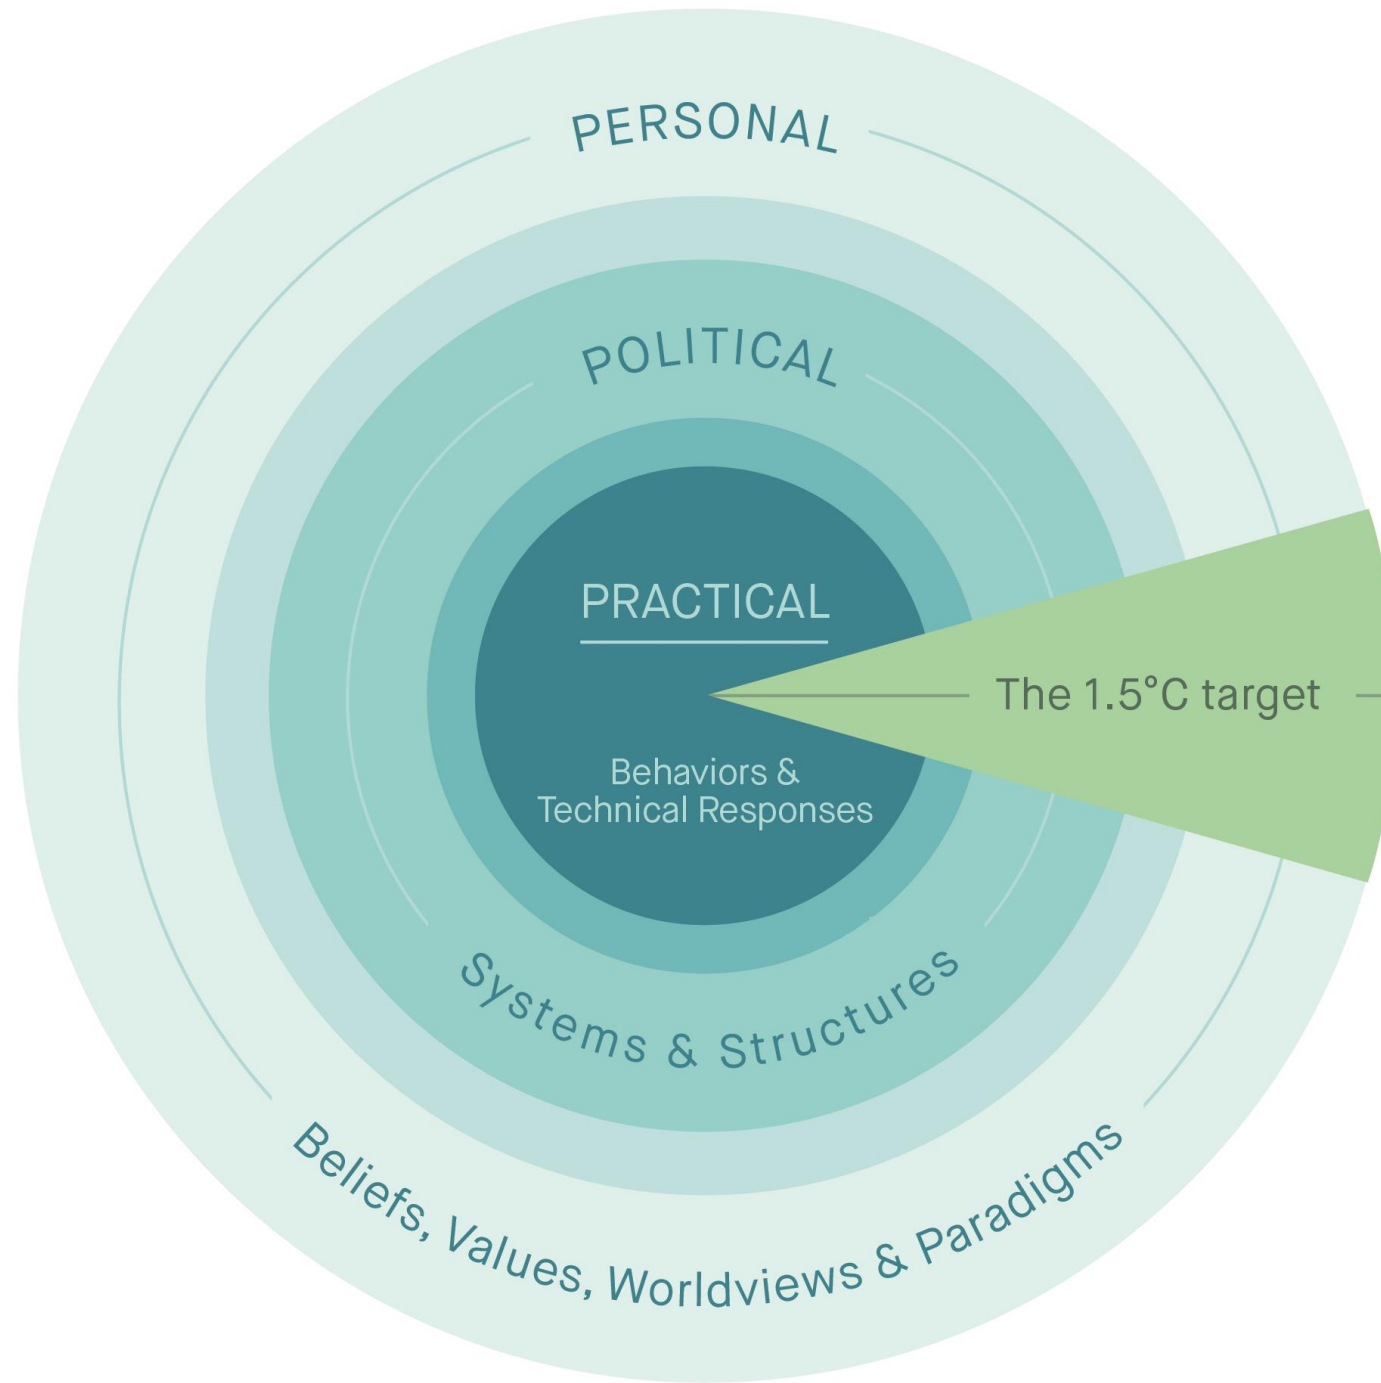 PERSONAL
POLITICAL
PRACTICAL
The 1.5°C target
Behaviors &
Technical Responses
Systems & Structures
Beliefs, Values, Worldviews & Paradigms